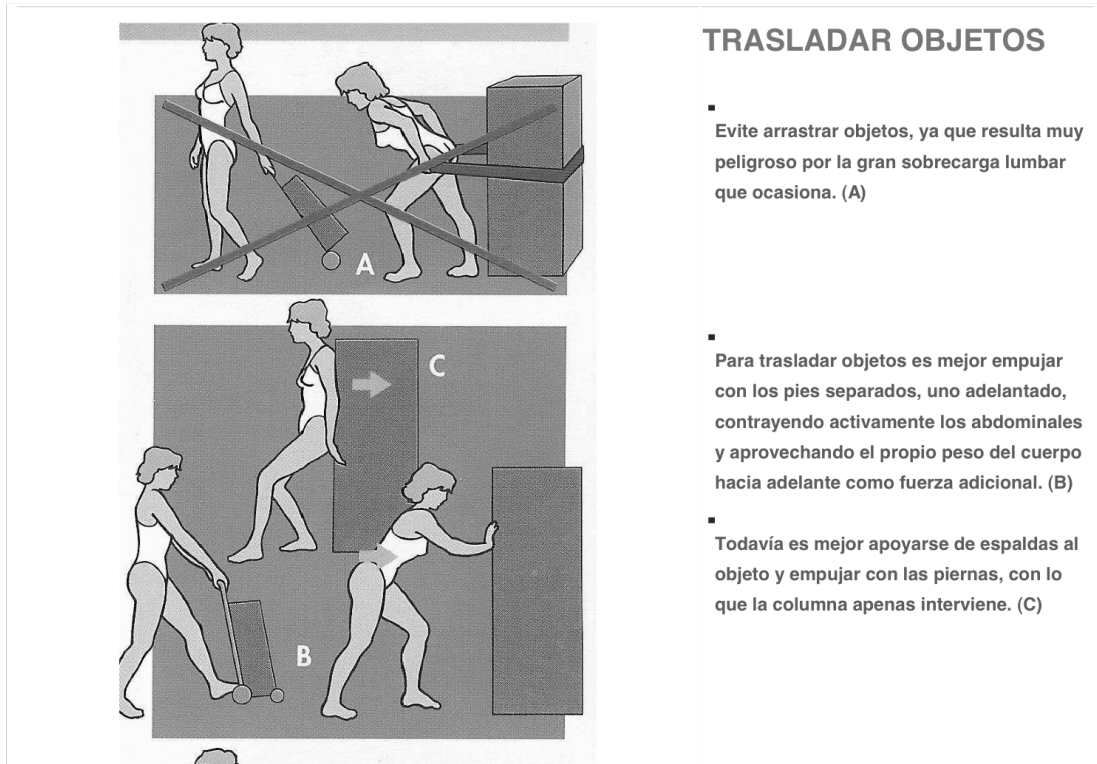 TRASLADAR OBJETOS
Evite arrastrar objetos, ya que resulta muy
peligroso por la gran sobrecarga lumbar
que ocasiona. (A)
A
Para trasladar objetos es mejor empujar
con los pies separados, uno adelantado,
contrayendo activamente los abdominales
y aprovechando el propio peso del cuerpo
hacia adelante como fuerza adicional. (B)
Todavía es mejor apoyarse de espaldas al
objeto y empujar con las piernas, con lo
que la columna apenas interviene. (C)
C
B